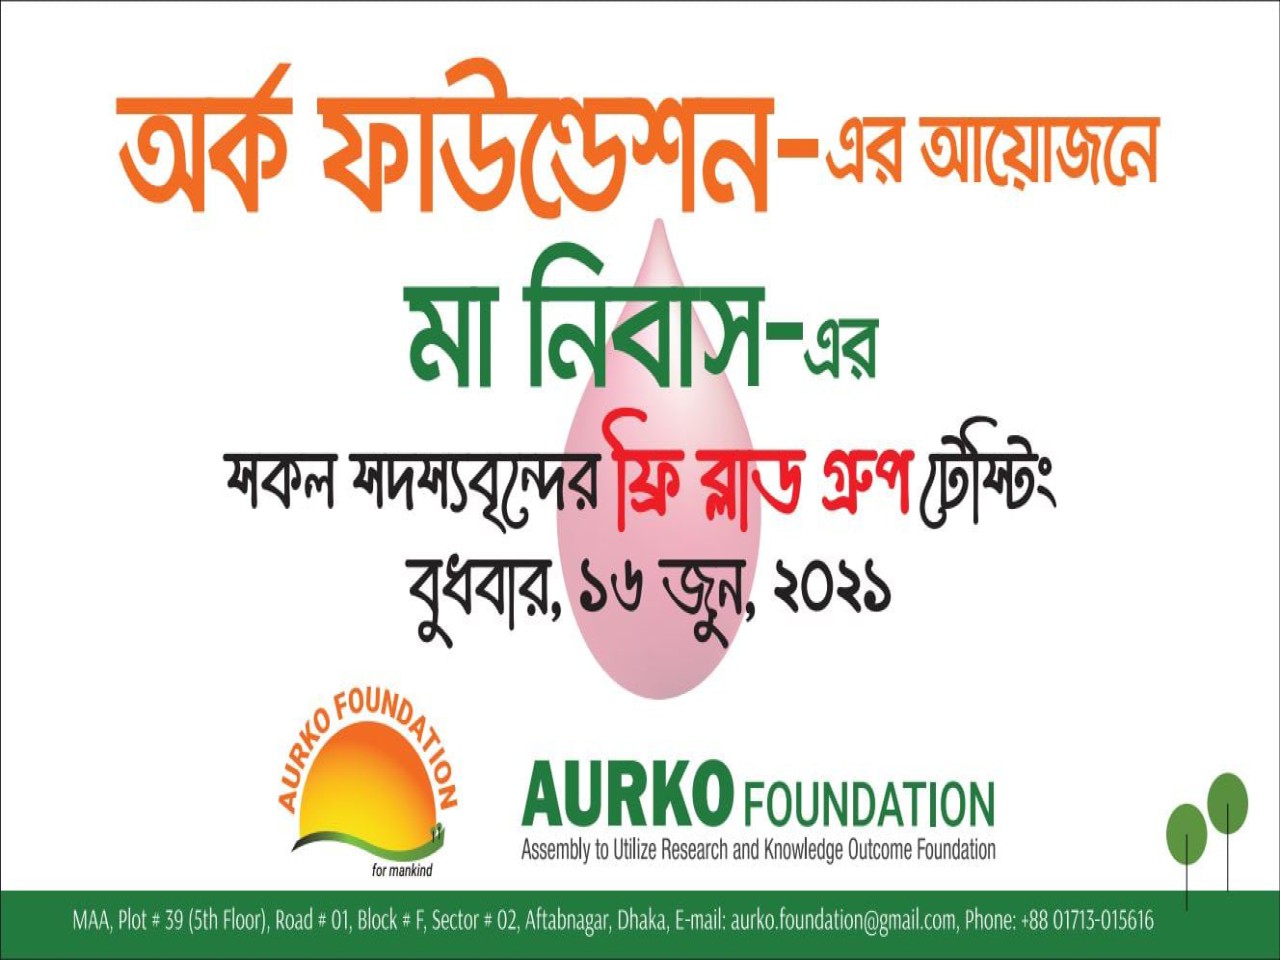 অর্ক ফাউন্ডেশন-এর আয়োজনে
মা নিবাস-এর
সকল সদস্যবৃন্দের ফ্রি ব্লাড গ্রুপ টেস্টিং
বুধবার, ১৬ জুন, ২০২১
AURKO FOUNDATION
for mankind
AURKO FOUNDATION
Assembly to Utilize Research and Knowledge Outcome Foundation
MAA, Plot # 39 (5th Floor), Road # 01, Block # F, Sector # 02, Aftabnagar, Dhaka, E-mail: aurko.foundation@gmail.com, Phone: +88 01713-015616